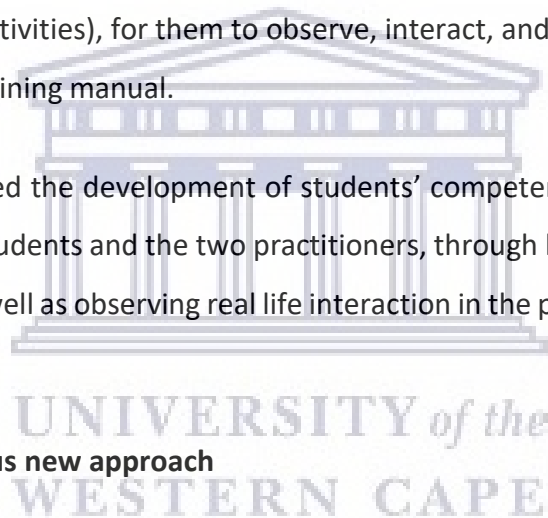 tivities), for them to observe, interact, and
ining manual.
ed the development of students' competen
udents and the two practitioners, through
well as observing real life interaction in the p
UNIVERSITY of the
us new approach
WESTERN CAPE